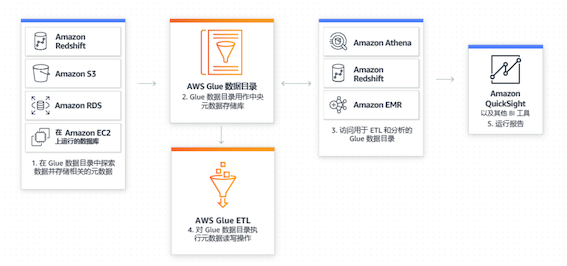 Amazon
Redshift
Amazon S3
Amazon RDS
在 Amazon EC2
上运行的数据库
1. 在 Glue 数据目录中探索
数据并存储相关的元数据
AWS Glue 数据目录
2. Glue 数据目录用作中央
元数据存储库
AWS Glue ETL
4. 对 Glue 数据目录执
行元数据读写操作
Amazon Athena
Amazon
Redshift
Amazon EMR
3. 访问用于 ETL 和分析的
Glue 数据目录
Amazon
QuickSight
以及其他 BI 工具
5. 运行报告